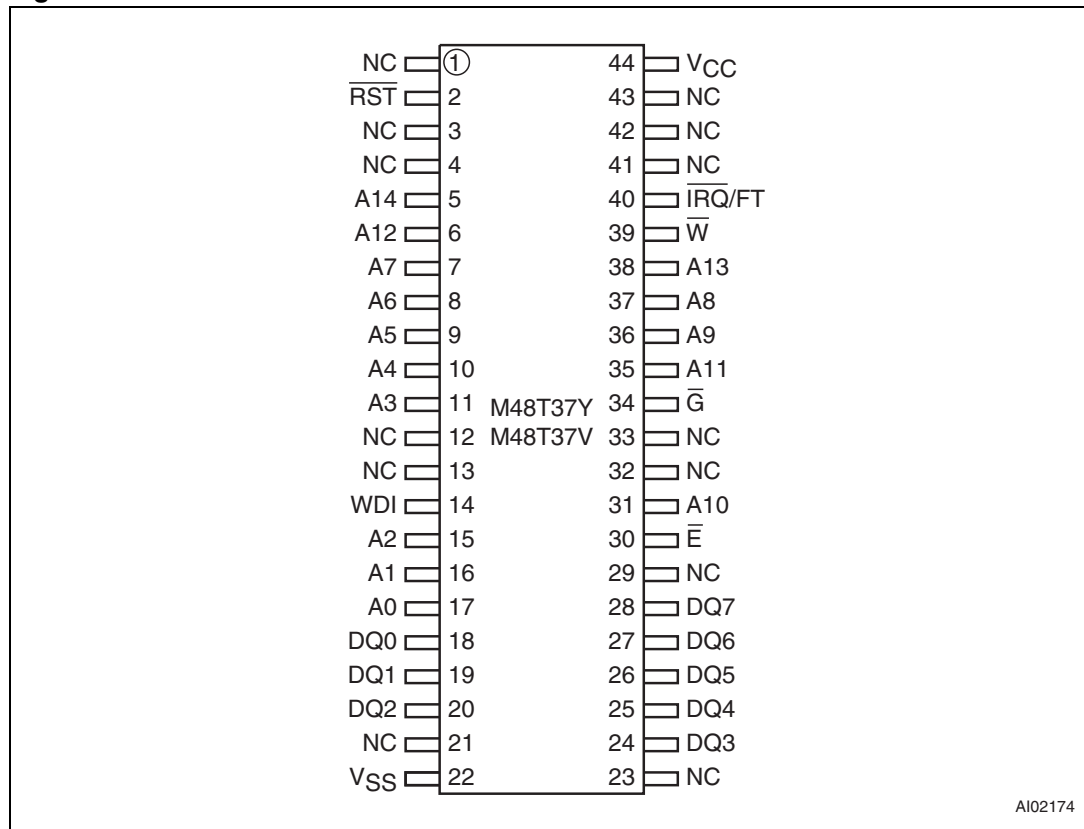 NC 1 44 VCC
R̅S̅T̅ 2 43 NC
NC 3 42 NC
NC 4 41 NC
A14 5 40 I̅R̅Q̅/FT
A12 6 39 W̅
A7 7 38 A13
A6 8 37 A8
A5 9 36 A9
A4 10 35 A11
A3 11 M48T37Y 34 G̅
NC 12 M48T37V 33 NC
NC 13 32 NC
WDI 14 31 A10
A2 15 30 E̅
A1 16 29 NC
A0 17 28 DQ7
DQ0 18 27 DQ6
DQ1 19 26 DQ5
DQ2 20 25 DQ4
NC 21 24 DQ3
VSS 22 23 NC
AI02174